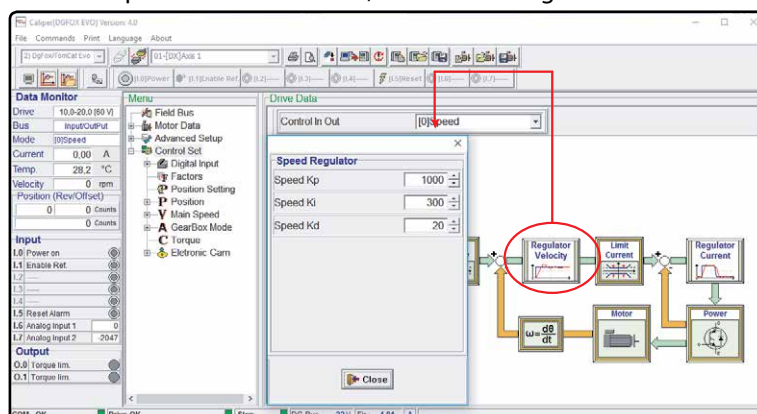 Caliper(DGFOX EVO) Version: 4.0
File Commands Print Language About
2) DgFox/TomCat Evo
01-[DX]Axis 1
[I.0]Power
[I.1]Enable Ref.
[I.2]----
[I.3]----
[I.4]----
[I.5]Reset
[I.6]----
[I.7]----
Data Monitor
Drive 10,0-20,0 [60 V]
Bus Input/OutPut
Mode [0]Speed
Current 0,00 A
Temp. 28,2 °C
Velocity 0 rpm
Position (Rev/Offset)
0 0 Counts
0 Counts
Input
I.0 Power on
I.1 Enable Ref.
I.2 ----
I.3 ----
I.4 ----
I.5 Reset Alarm
I.6 Analog Input 1 0
I.7 Analog Input 2 -2047
Output
O.0 Torque lim.
O.1 Torque lim.
Menu
Field Bus
Motor Data
Advanced Setup
Control Set
Digital Input
Factors
Position Setting
P Position
V Main Speed
A GearBox Mode
C Torque
Eletronic Cam
Drive Data
Control In Out [0]Speed
Speed Regulator
Speed Kp 1000
Speed Ki 300
Speed Kd 20
Close
Regulator Velocity
Limit Current
Regulator Current
Motor
Power
ω= dθ
dt